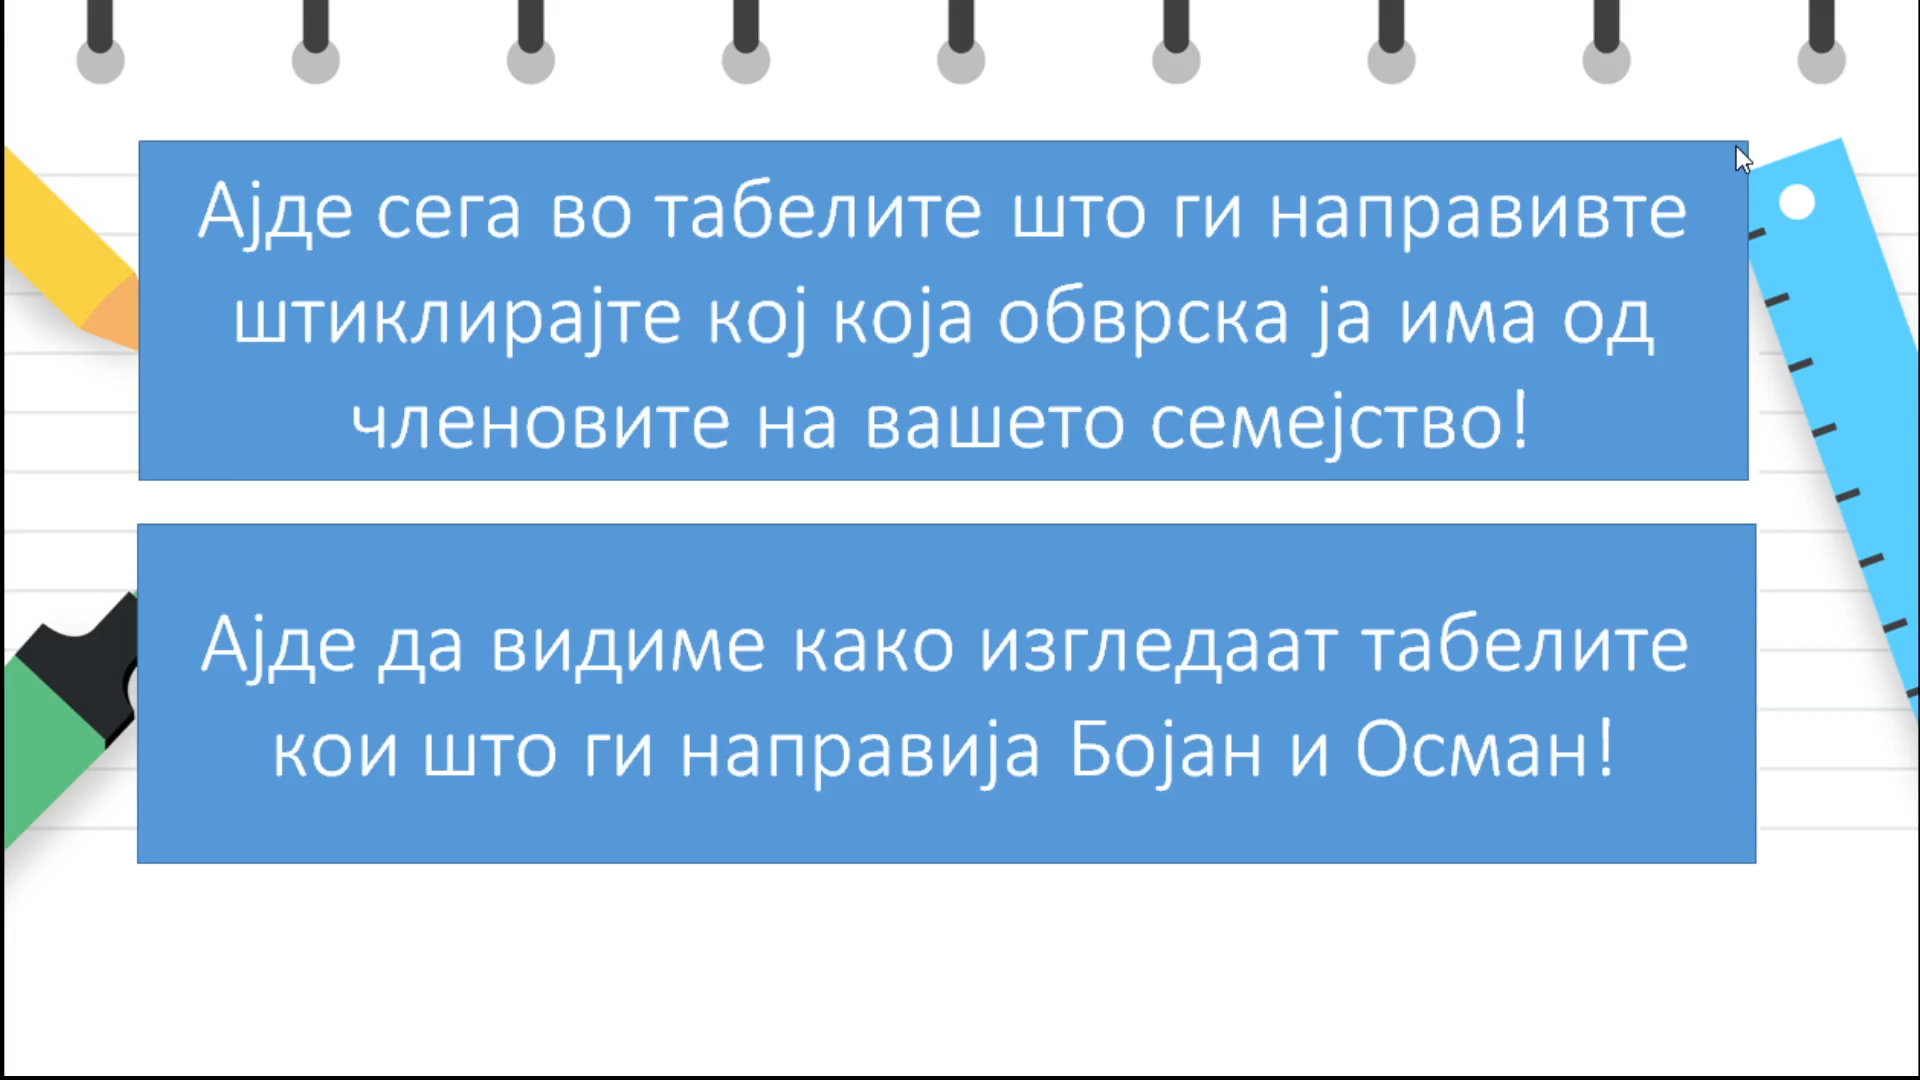 Ајде сега во табелите што ги направивте
штиклирајте кој која обврска ја има од
членовите на вашето семејство!
Ајде да видиме како изгледаат табелите
кои што ги направија Бојан и Осман!